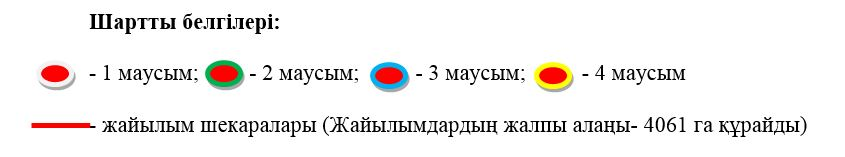 Шартты белгілері:
- 1 маусым; - 2 маусым; - 3 маусым; - 4 маусым
- жайылым шекаралары (Жайылымдардың жалпы алаңы- 4061 га құрайды)